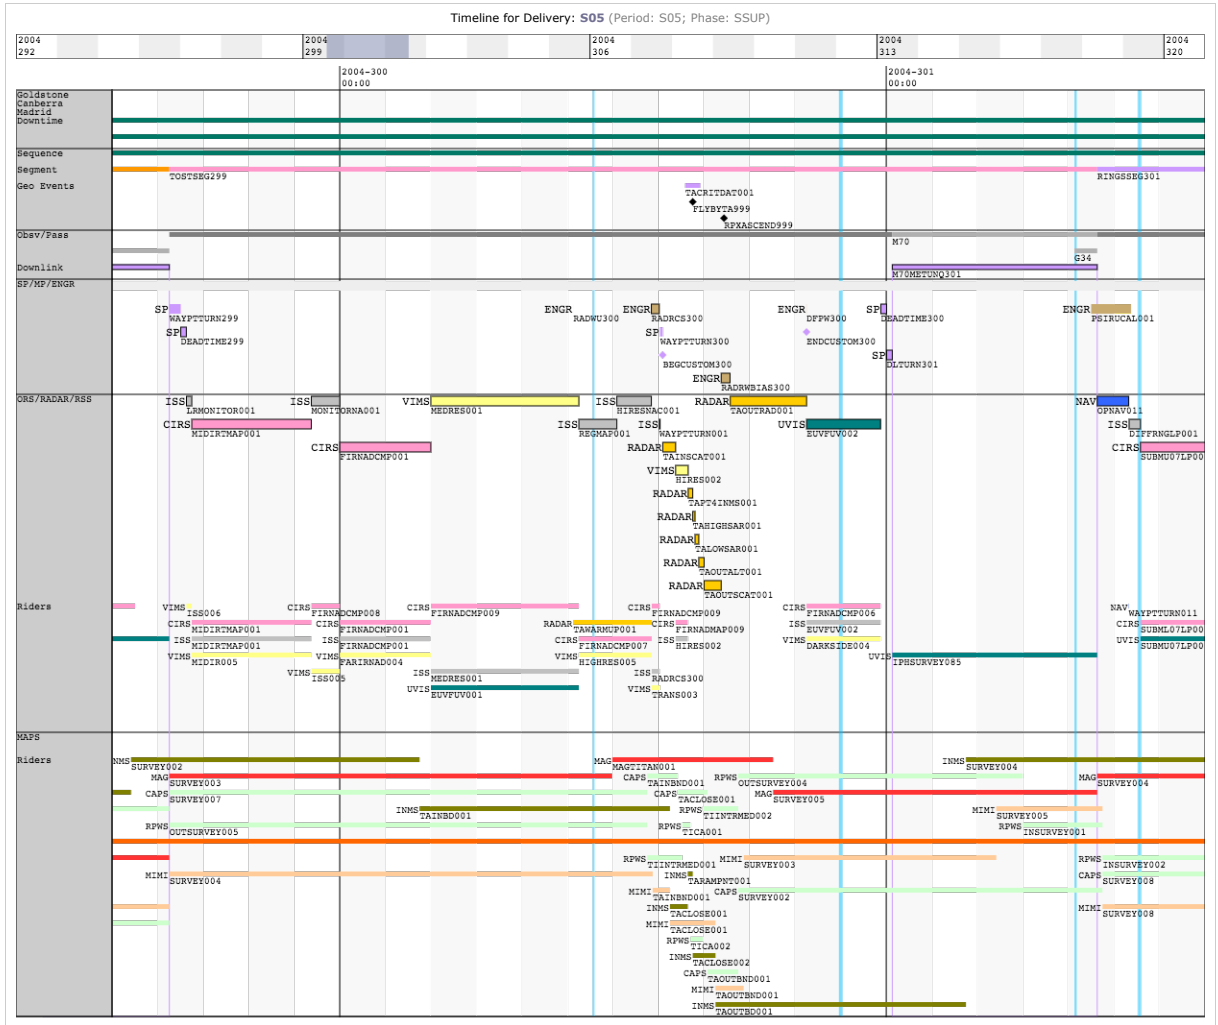 Timeline for Delivery: S05 (Period: S05; Phase: SSUP)
2004 2004 2004 2004 2004
292 299 306 313 320
2004-300 2004-301
00:00 00:00
Goldstone
Canberra
Madrid
Downtime
Sequence
Segment
TOSTSEG299 RINGSSEG301
Geo Events
TACRITDAT001
FLYBYTA999
RPXASCEND999
Obsv/Pass
M70
G34
Downlink
M70METUNQ301
SP/MP/ENGR
SP ENGR ENGR ENGR SP ENGR
WAYPTTURN299 RADWU300 RADRCS300 DFPW300 DEADTIME300 PSIRUCAL001
SP SP
DEADTIME299 WAYPTTURN300 ENDCUSTOM300
SP
BEGCUSTOM300 DLTURN301
ENGR
RADRWBIAS300
ORS/RADAR/RSS
ISS ISS VIMS ISS RADAR NAV
LRMONITOR001 MONITORNA001 MEDRES001 HIRESNAC001 TAOUTRAD001 OPNAV011
CIRS ISS ISS UVIS ISS
MIDIRTMAP001 REGMAP001 WAYPTTURN001 EUVFUV002 DIFFRNGLP001
CIRS RADAR CIRS
FIRNADCMP001 TAINSCAT001 SUBMU07LP00
VIMS
HIRES002
RADAR
TAPT4INMS001
RADAR
TAHIGHSAR001
RADAR
TALOWSAR001
RADAR
TAOUTALT001
RADAR
TAOUTSCAT001
Riders
VIMS CIRS CIRS CIRS CIRS NAV
ISS006 FIRNADCMP008 FIRNADCMP009 FIRNADCMP009 FIRNADCMP006 WAYPTTURN011
CIRS CIRS RADAR CIRS ISS CIRS
MIDIRTMAP001 FIRNADCMP001 TAWARMUP001 FIRNADMAP009 EUVFUV002 SUBML07LP00
ISS ISS CIRS ISS VIMS UVIS
MIDIRTMAP001 FIRNADCMP001 FIRNADCMP007 HIRES002 DARKSIDE004 SUBMU07LP00
VIMS VIMS VIMS UVIS
MIDIR005 FARIRNAD004 HIGHRES005 IPHSURVEY085
VIMS ISS ISS
ISS005 MEDRES001 RADRCS300
UVIS VIMS
EUVFUV001 TRANS003
MAPS
Riders
NMS MAG INMS
SURVEY002 MAGTITAN001 SURVEY004
MAG CAPS RPWS MAG
SURVEY003 TAINBND001 OUTSURVEY004 SURVEY004
CAPS CAPS MAG
SURVEY007 TACLOSE001 SURVEY005
INMS RPWS MIMI
TAINBD001 TIINTRMED002 SURVEY005
RPWS RPWS RPWS
OUTSURVEY005 TICA001 INSURVEY001
RPWS MIMI RPWS
TIINTRMED001 SURVEY003 INSURVEY002
MIMI INMS CAPS
SURVEY004 TARAMPNT001 SURVEY008
MIMI CAPS
TAINBND001 SURVEY002
INMS MIMI
TACLOSE001 SURVEY008
MIMI
TACLOSE001
RPWS
TICA002
INMS
TACLOSE002
CAPS
TAOUTBND001
MIMI
TAOUTBND001
INMS
TAOUTBD001